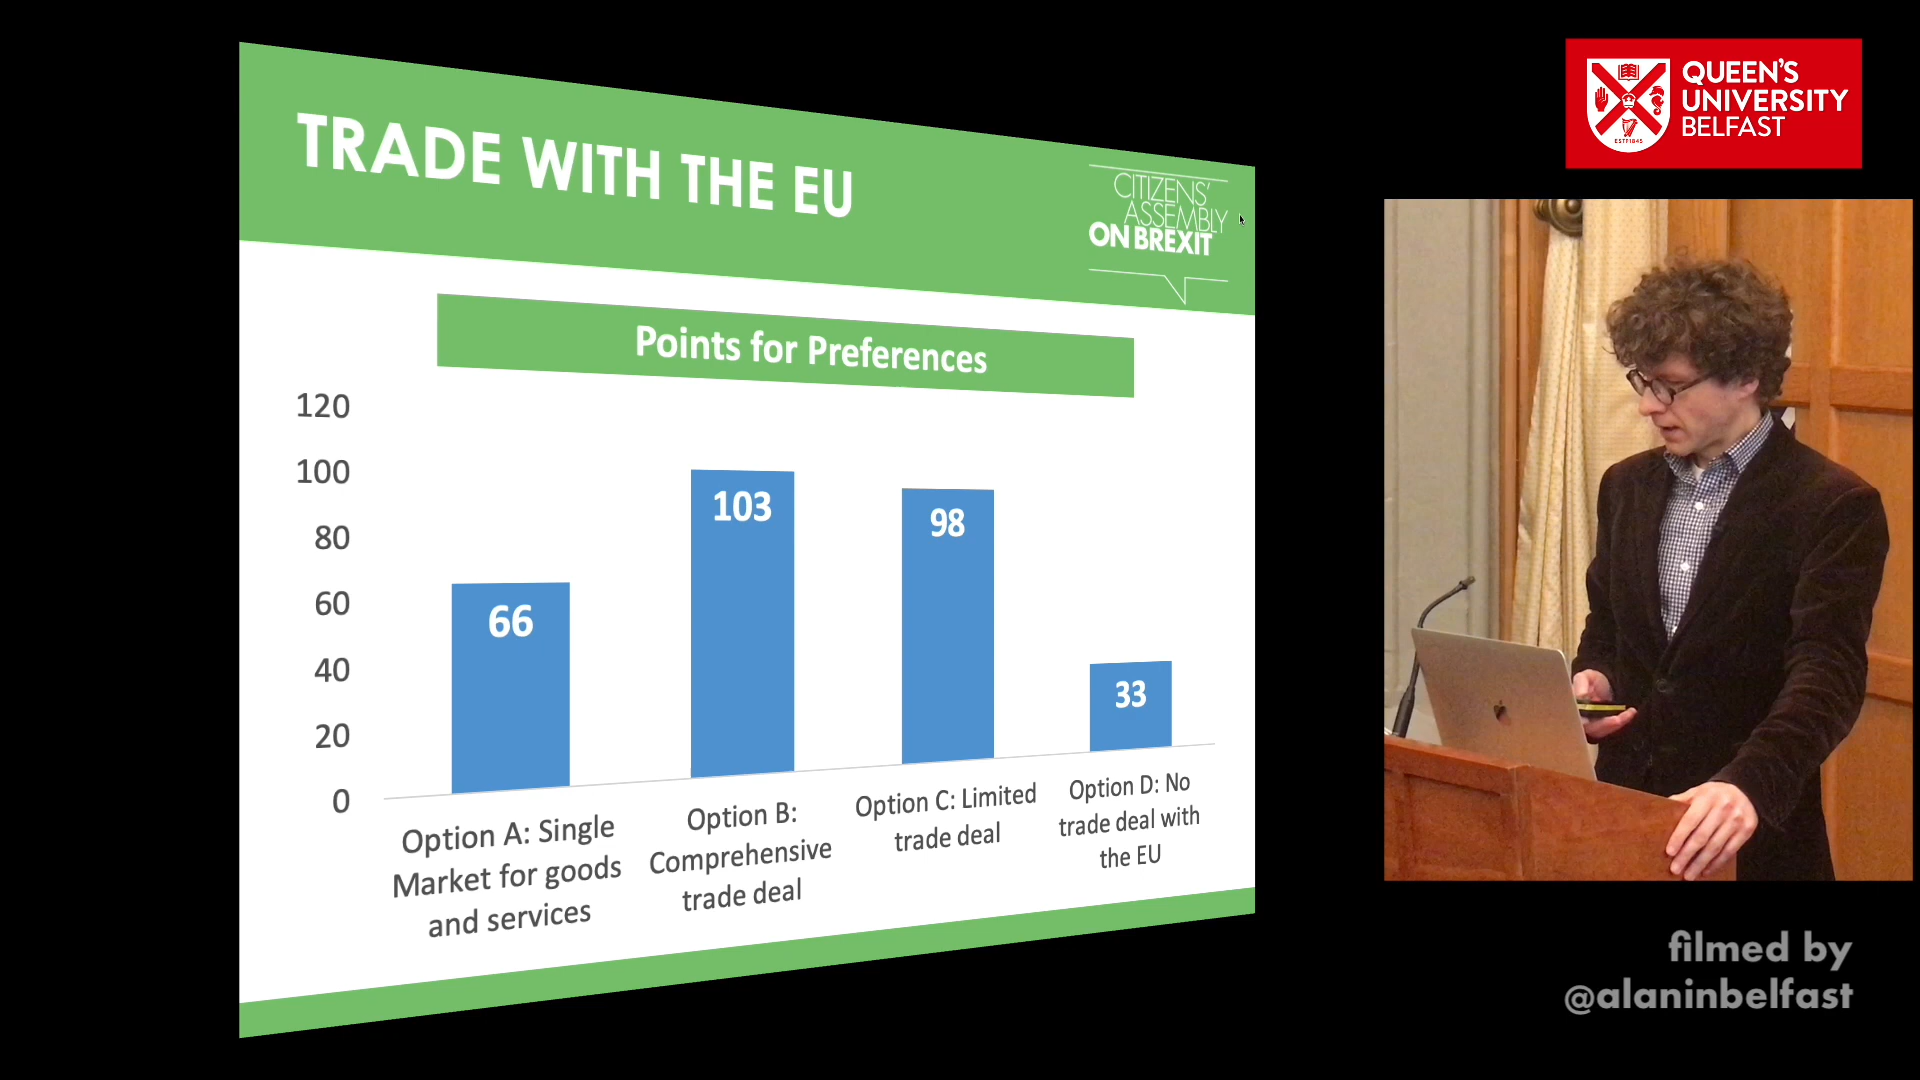 TRADE WITH THE EU
CITIZENS'
ASSEMBLY
ON BREXIT
Points for Preferences
120
100
80
60
40
20
0
66
103
98
33
Option A: Single
Market for goods
and services
Option B:
Comprehensive
trade deal
Option C: Limited
trade deal
Option D: No
trade deal with
the EU
QUEEN'S
UNIVERSITY
BELFAST
ESTD1845
filmed by
@alaninbelfast